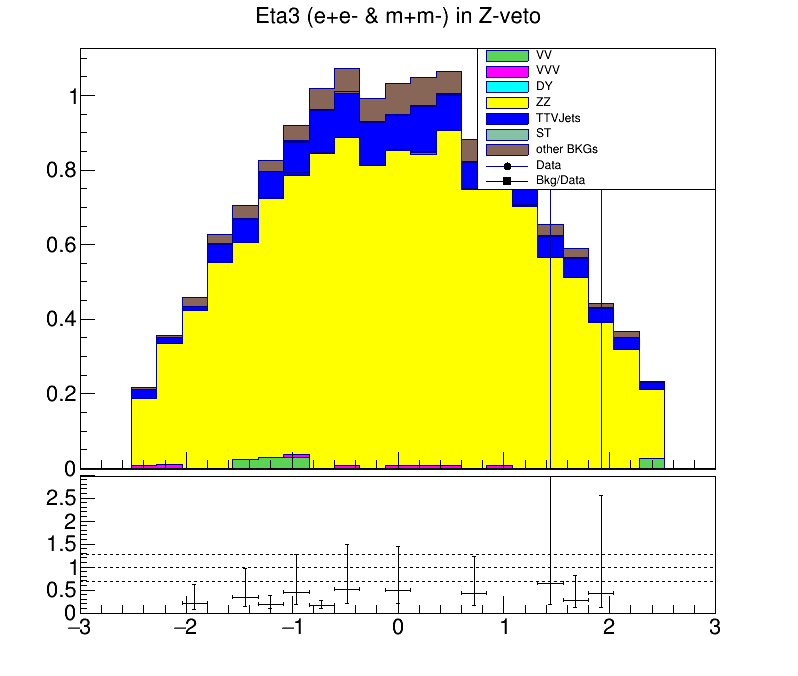 Eta3 (e+e- & m+m-) in Z-veto
VV
VVV
DY
ZZ
TTVJets
ST
other BKGs
Data
Bkg/Data
1
0.8
0.6
0.4
0.2
0
2.5
2
1.5
1
0.5
0
−3 −2 −1 0 1 2 3